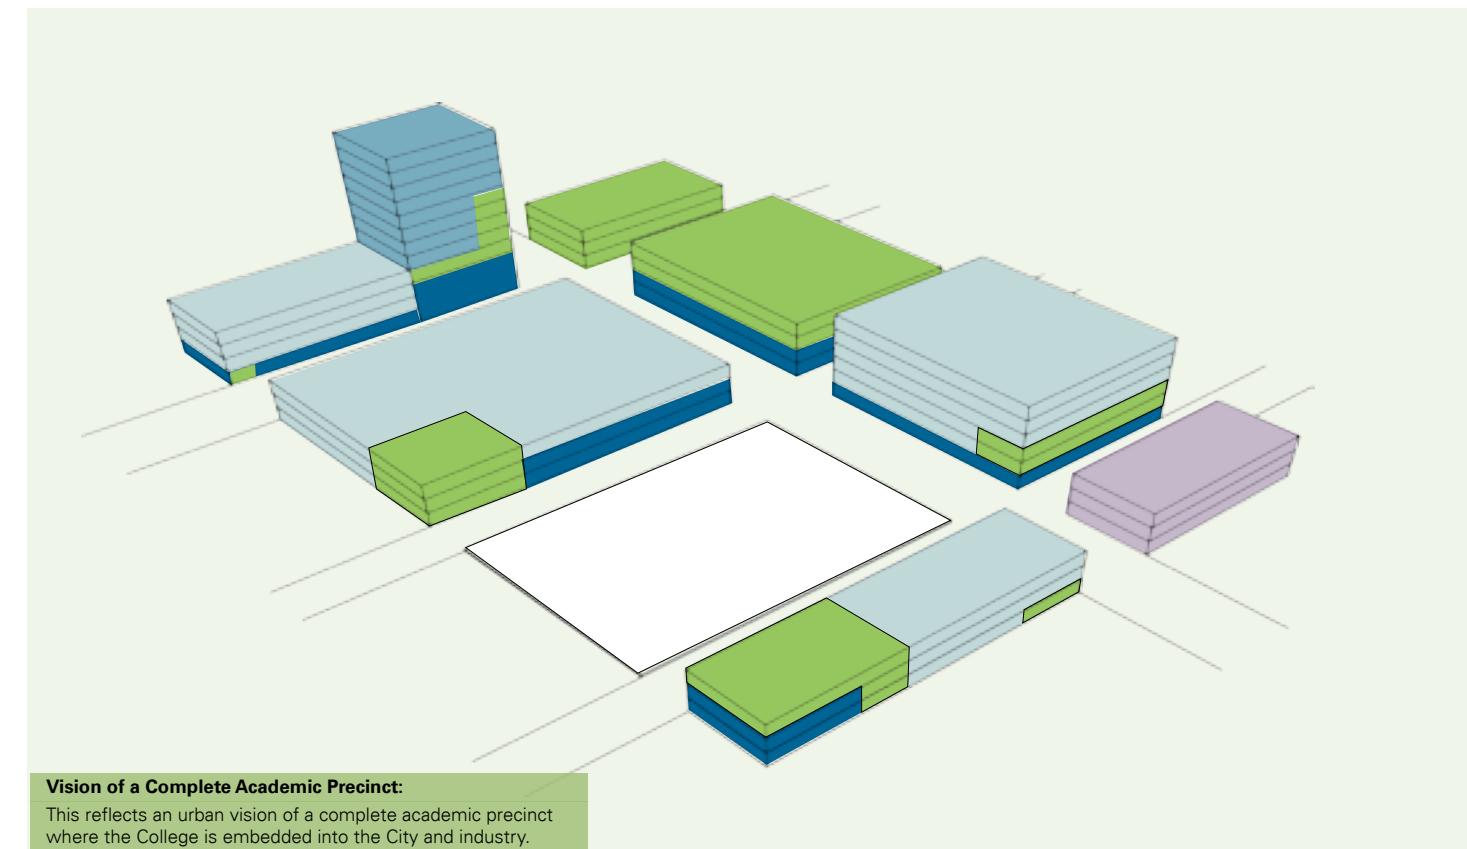 Vision of a Complete Academic Precinct:
This reflects an urban vision of a complete academic precinct
where the College is embedded into the City and industry.